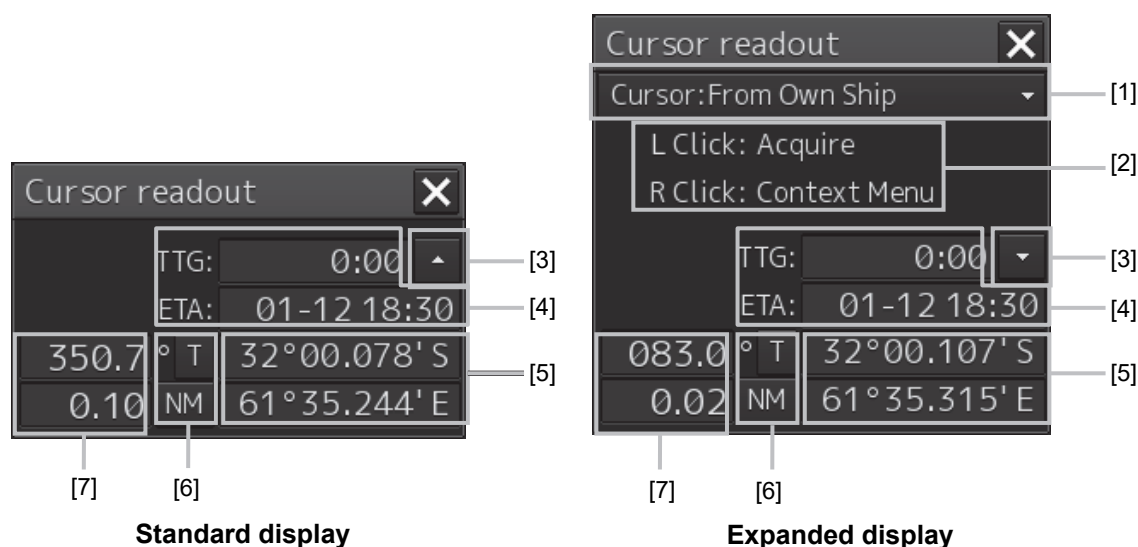 Cursor readout
TTG: 0:00
[3]
ETA: 01-12 18:30
[4]
350.7 ° T 32°00.078' S
[5]
0.10 NM 61°35.244' E
[7] [6]
Standard display
Cursor readout
Cursor:From Own Ship
[1]
L Click: Acquire
[2]
R Click: Context Menu
TTG: 0:00
[3]
ETA: 01-12 18:30
[4]
083.0 ° T 32°00.107' S
[5]
0.02 NM 61°35.315' E
[7] [6]
Expanded display